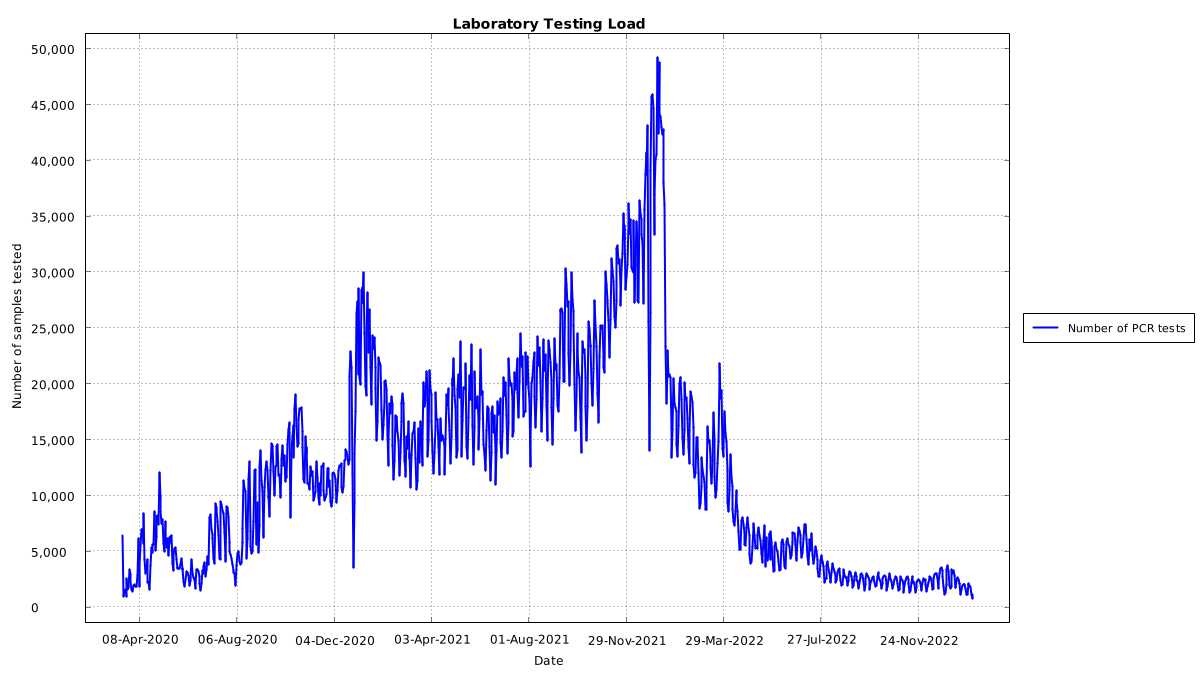 Laboratory Testing Load
50,000
45,000
40,000
35,000
30,000
25,000
20,000
15,000
10,000
5,000
0
Number of samples tested
08-Apr-2020 06-Aug-2020 04-Dec-2020 03-Apr-2021 01-Aug-2021 29-Nov-2021 29-Mar-2022 27-Jul-2022 24-Nov-2022
Date
Number of PCR tests